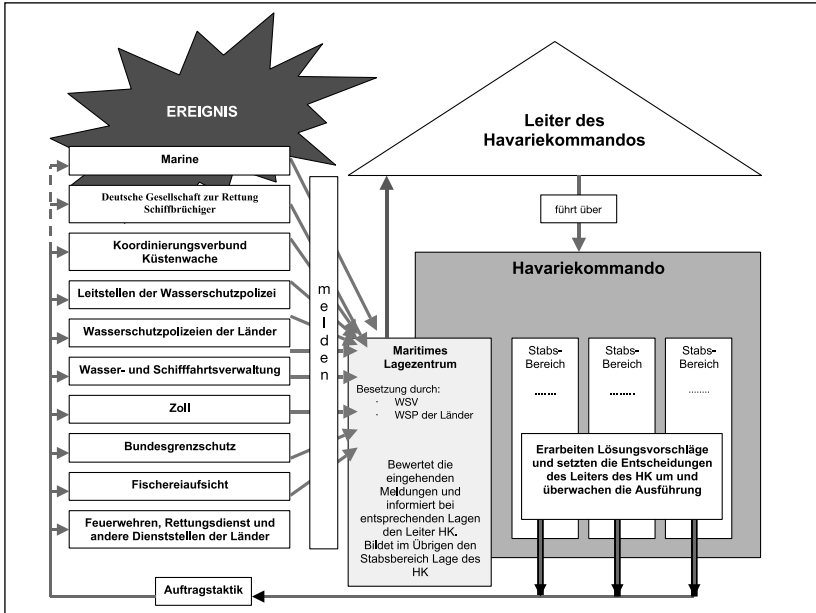 EREIGNIS
Marine
Deutsche Gesellschaft zur Rettung
Schiffbrüchiger
Koordinierungsverbund
Küstenwache
Leitstellen der Wasserschutzpolizei
Wasserschutzpolizeien der Länder
Wasser- und Schifffahrtsverwaltung
Zoll
Bundesgrenzschutz
Fischereiaufsicht
Feuerwehren, Rettungsdienst und
andere Dienststellen der Länder
melden
Leiter des
Havariekommandos
führt über
Havariekommando
Maritimes
Lagezentrum
Besetzung durch:
· WSV
· WSP der Länder
Bewertet die
eingehenden
Meldungen und
informiert bei
entsprechenden Lagen
den Leiter HK.
Bildet im Übrigen den
Stabsbereich Lage des
HK
Stabs-
Bereich
.......
Stabs-
Bereich
........
Stabs-
Bereich
........
Erarbeiten Lösungsvorschläge
und setzten die Entscheidungen
des Leiters des HK um und
überwachen die Ausführung
Auftragstaktik